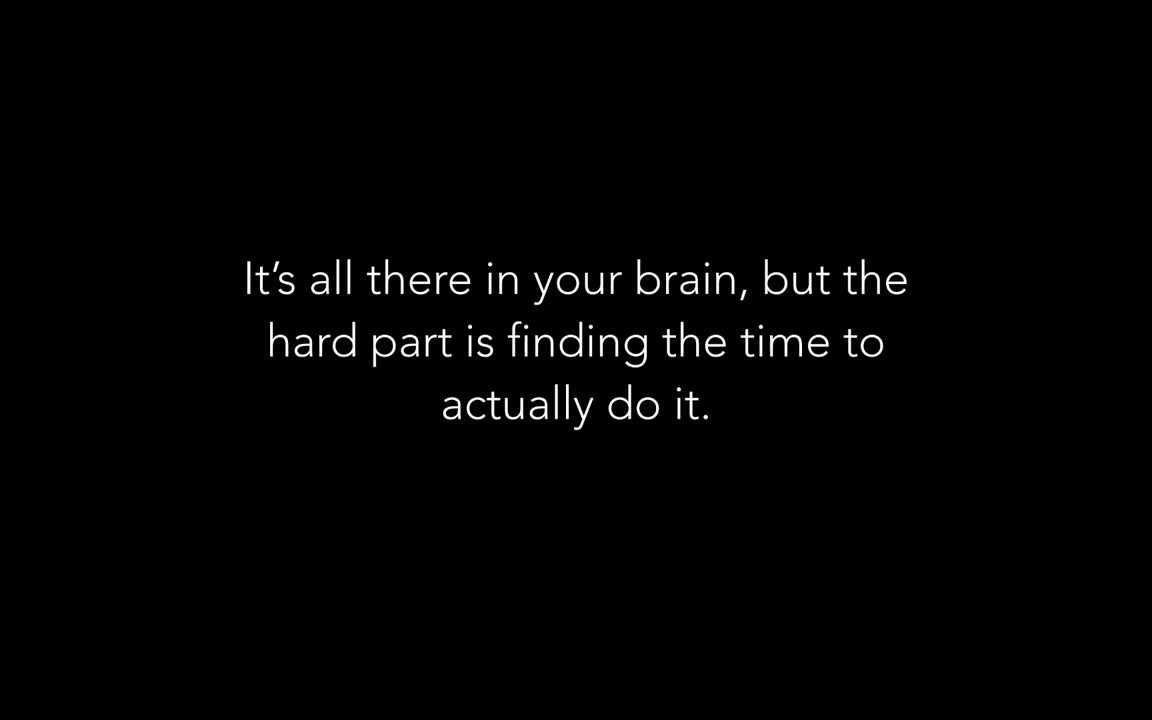 It’s all there in your brain, but the
hard part is finding the time to
actually do it.